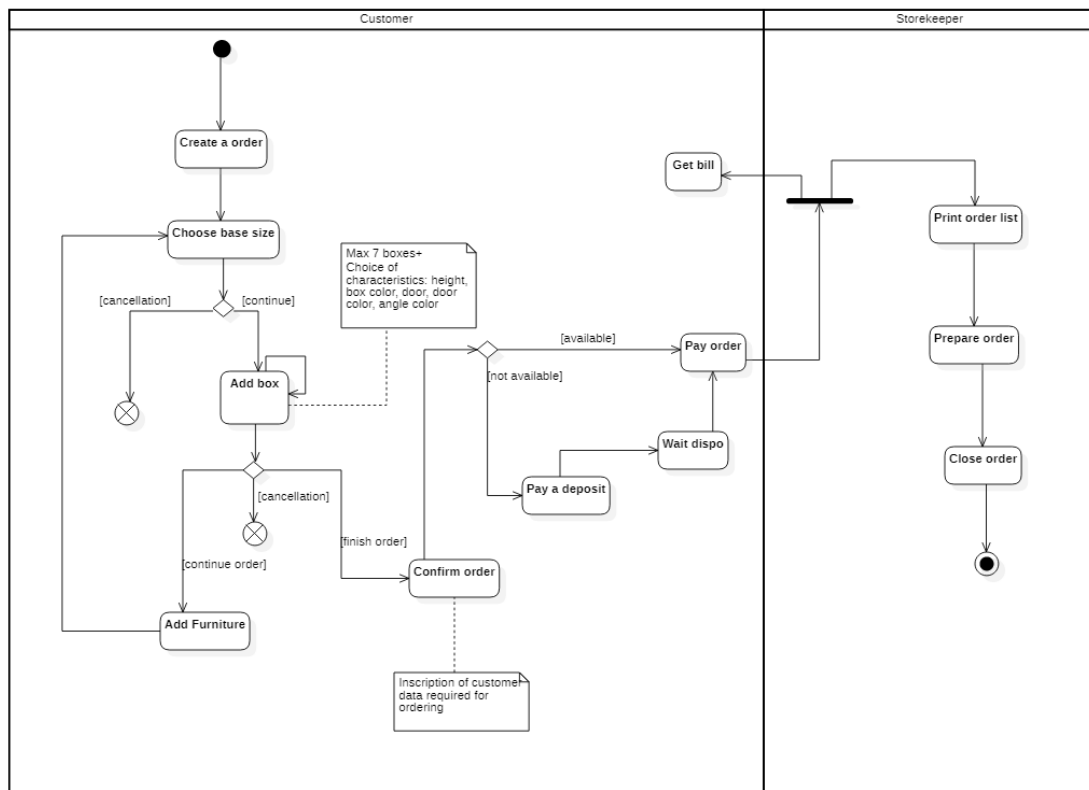 Customer
Storekeeper
Create a order
Get bill
Print order list
Choose base size
Max 7 boxes+
Choice of
characteristics: height,
box color, door, door
color, angle color
[cancellation]
[continue]
[available]
Pay order
Prepare order
[not available]
Add box
Wait dispo
Close order
Pay a deposit
[cancellation]
[finish order]
[continue order]
Confirm order
Add Furniture
Inscription of customer
data required for
ordering